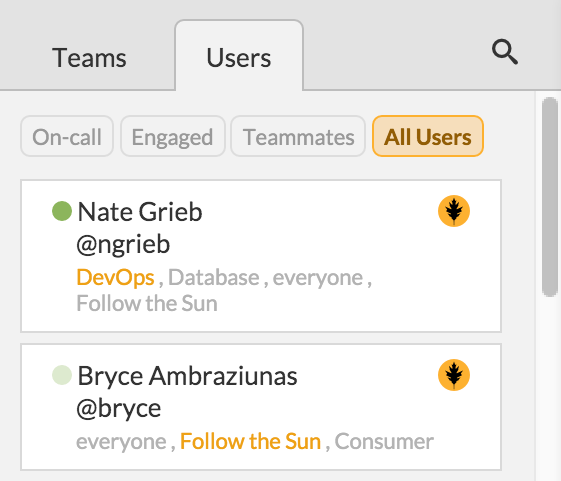 Teams Users
On-call Engaged Teammates All Users
Nate Grieb
@ngrieb
DevOps , Database , everyone ,
Follow the Sun
Bryce Ambraziunas
@bryce
everyone , Follow the Sun , Consumer